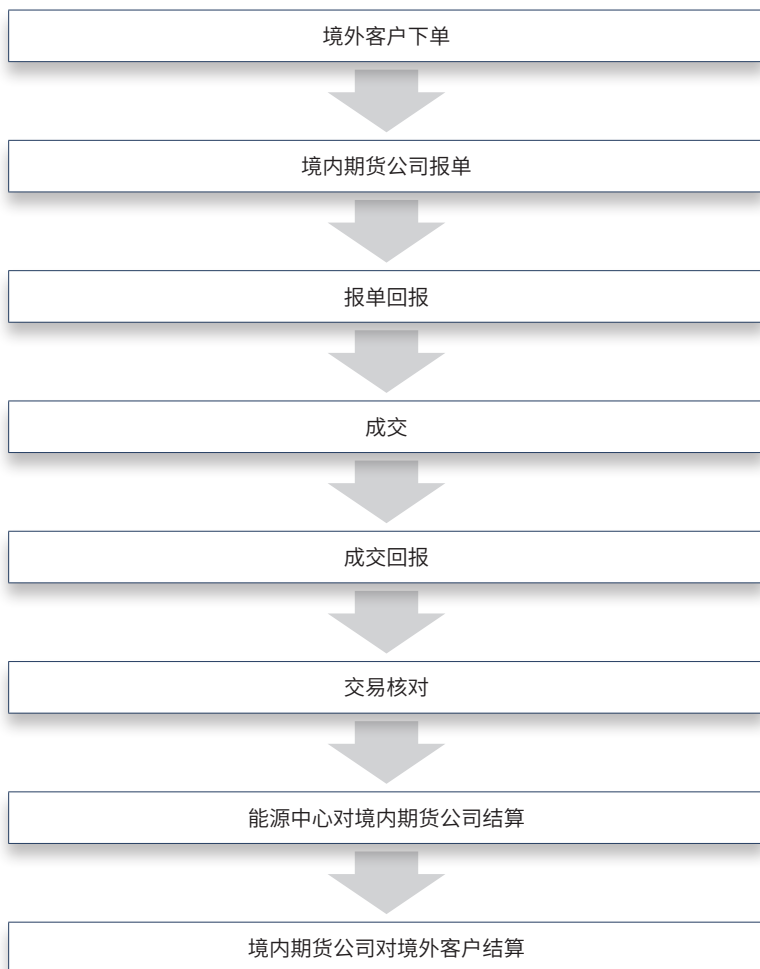 境外客户下单
境内期货公司报单
报单回报
成交
成交回报
交易核对
能源中心对境内期货公司结算
境内期货公司对境外客户结算